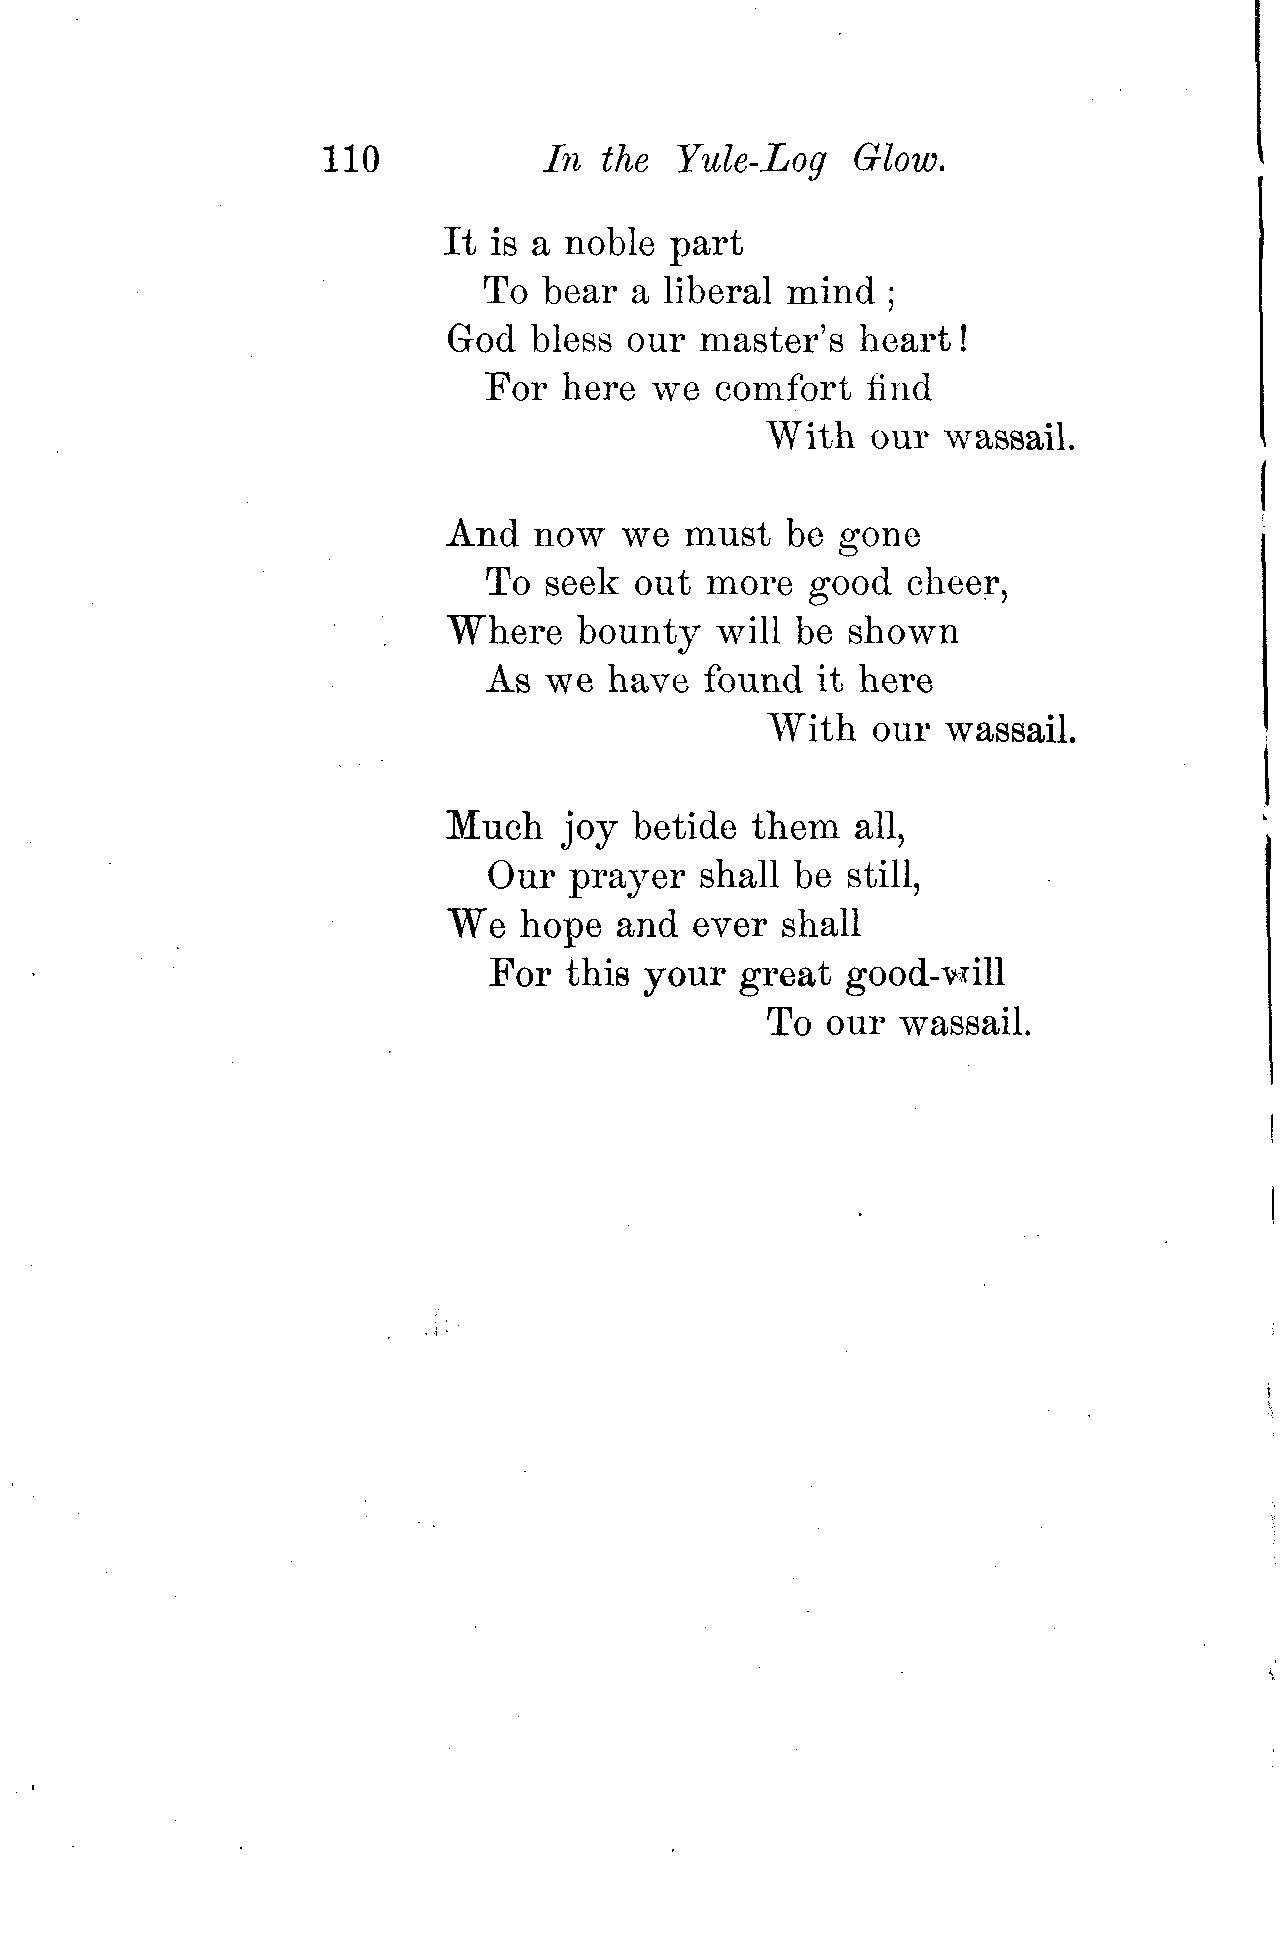 110 In the Yule-Log Glow.
It is a noble part
To bear a liberal mind ;
God bless our master's heart!
For here we comfort find
With our wassail.
And now we must be gone
To seek out more good cheer,
Where bounty will be shown
As we have found it here
With our wassail.
Much joy betide them all,
Our prayer shall be still,
We hope and ever shall
For this your great good-will
To our wassail.